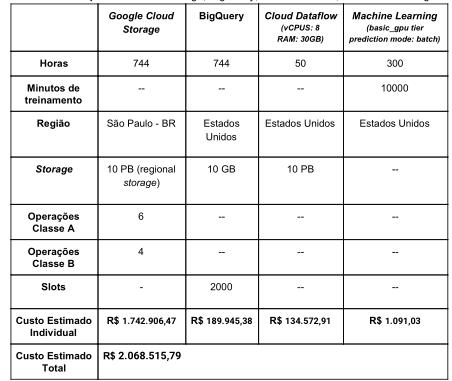 Google Cloud
Storage
BigQuery
Cloud Dataflow
(vCPUS: 8
RAM: 30GB)
Machine Learning
(basic_gpu tier
prediction mode: batch)
Horas 744 744 50 300
Minutos de
treinamento
-- -- -- 10000
Região São Paulo - BR Estados
Unidos
Estados Unidos Estados Unidos
Storage 10 PB (regional
storage)
10 GB 10 PB --
Operações
Classe A
6 -- -- --
Operações
Classe B
4 -- -- --
Slots - 2000 -- --
Custo Estimado
Individual
R$ 1.742.906,47 R$ 189.945,38 R$ 134.572,91 R$ 1.091,03
Custo Estimado
Total
R$ 2.068.515,79